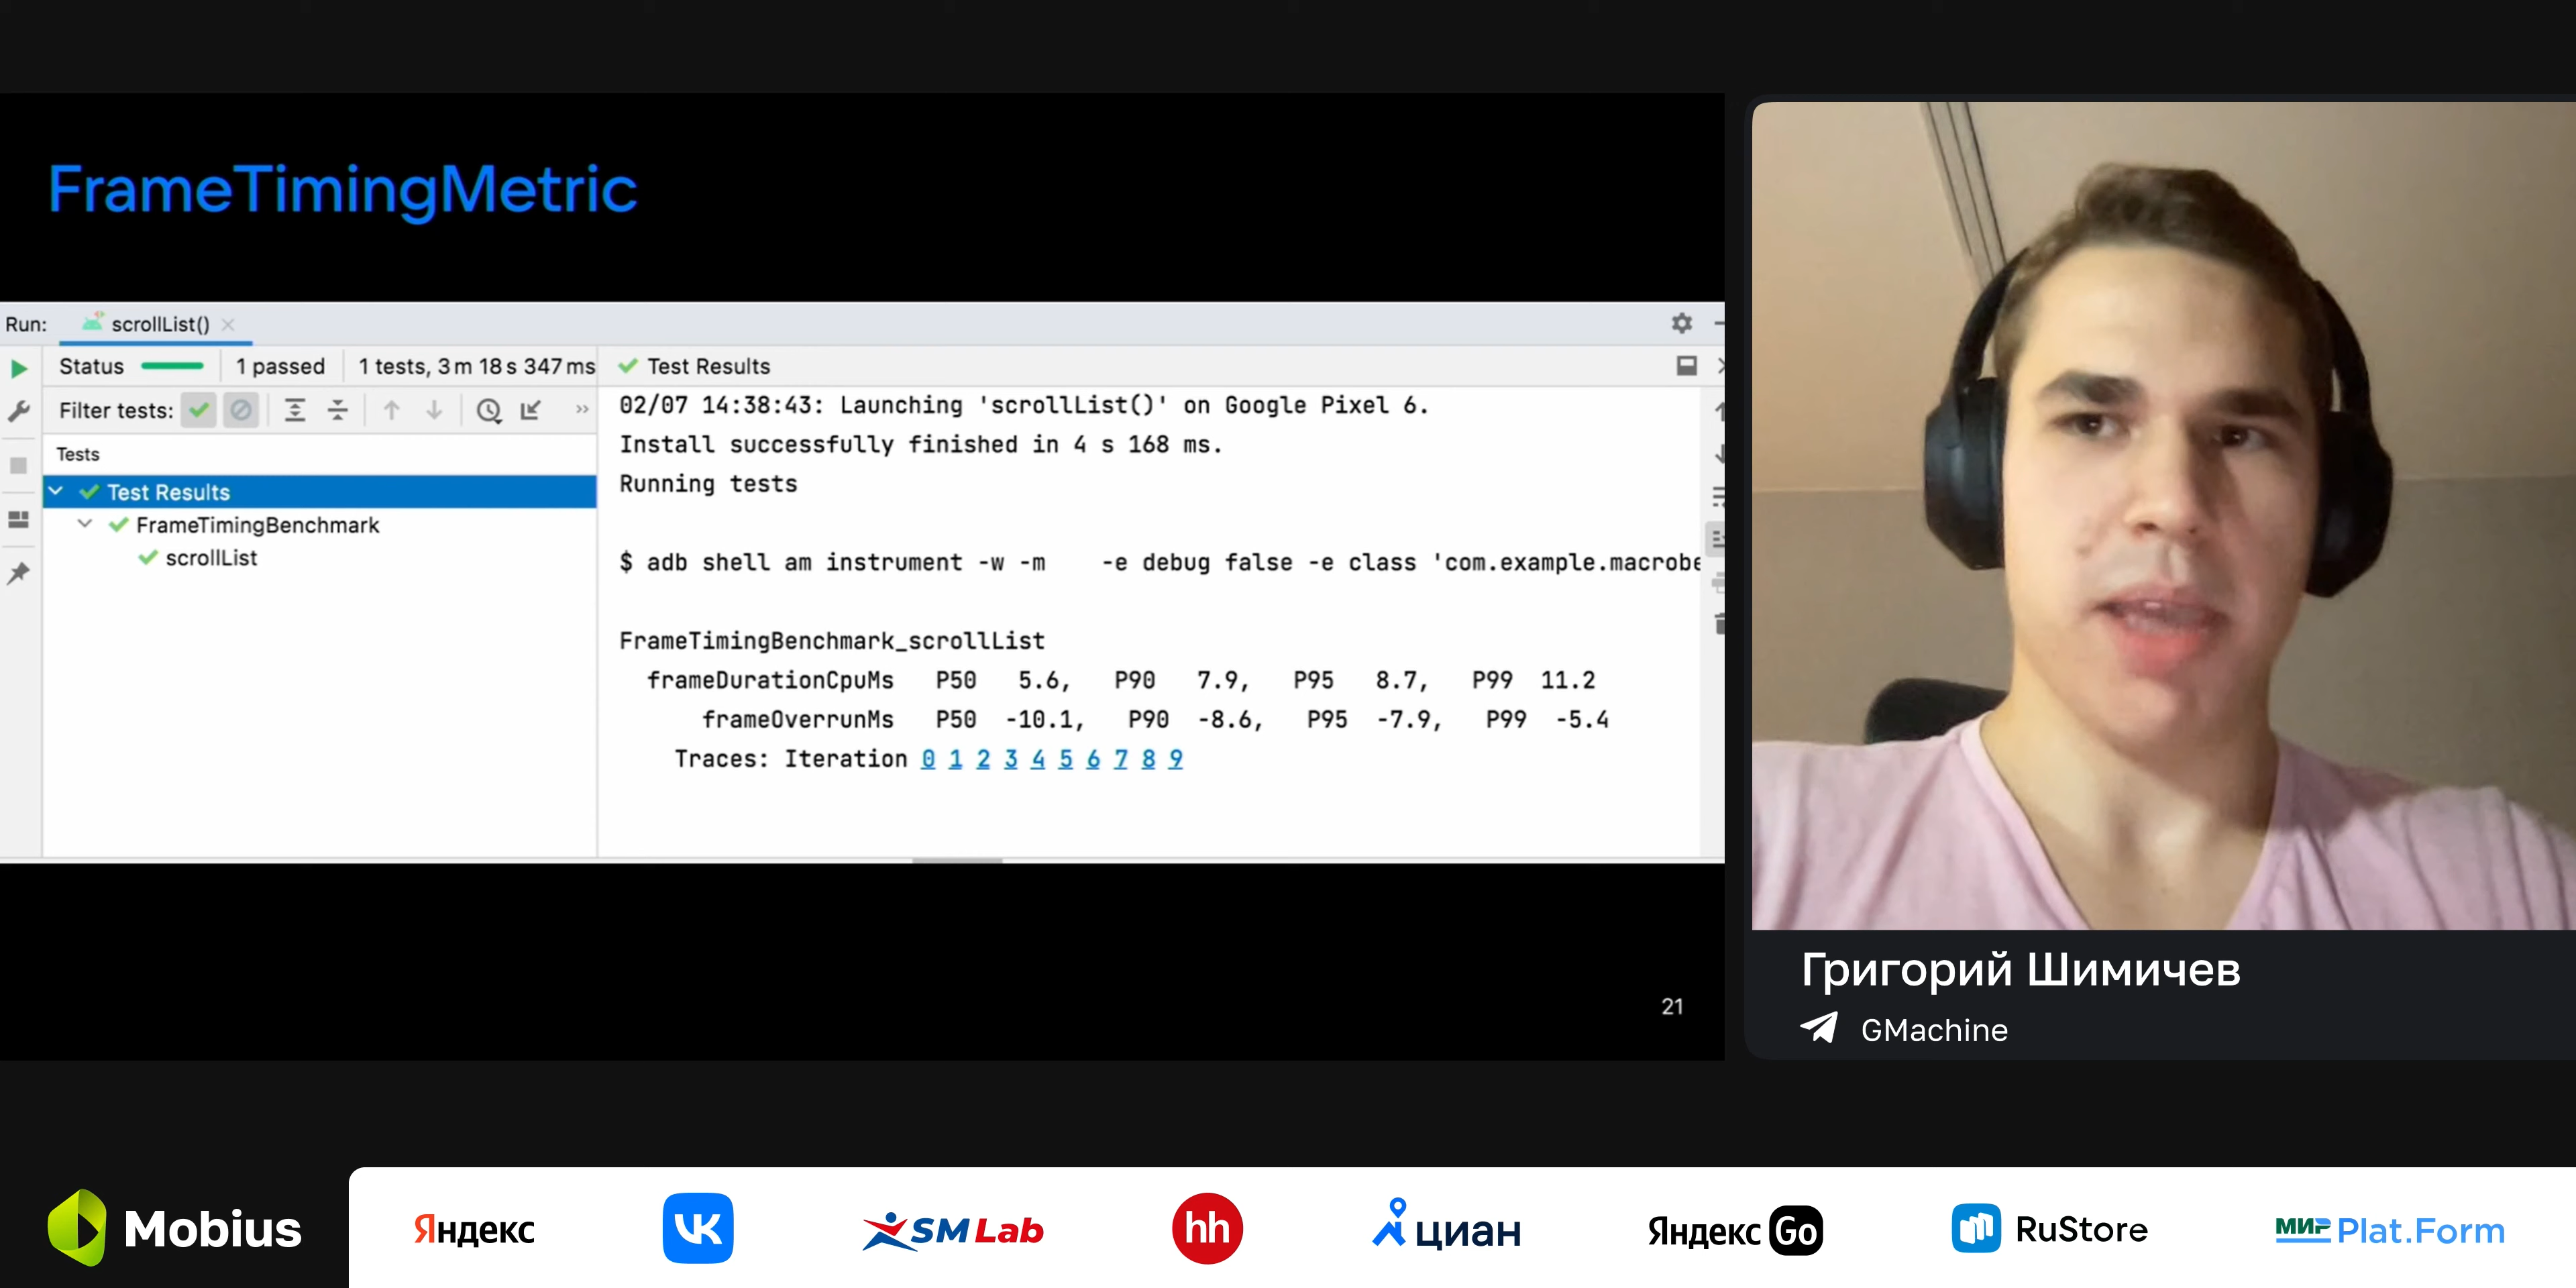 FrameTimingMetric
Run: scrollList()
Status 1 passed 1 tests, 3 m 18 s 347 ms
Test Results
Filter tests:
Tests
Test Results
FrameTimingBenchmark
scrollList
02/07 14:38:43: Launching 'scrollList()' on Google Pixel 6.
Install successfully finished in 4 s 168 ms.
Running tests
$ adb shell am instrument -w -m    -e debug false -e class 'com.example.macrobe
FrameTimingBenchmark_scrollList
frameDurationCpuMs P50 5.6, P90 7.9, P95 8.7, P99 11.2
frameOverrunMs P50 -10.1, P90 -8.6, P95 -7.9, P99 -5.4
Traces: Iteration 0 1 2 3 4 5 6 7 8 9
21
Григорий Шимичев
GMachine
Mobius
Яндекс
VK
SM Lab
hh
циан
Яндекс Go
RuStore
МИР Plat.Form